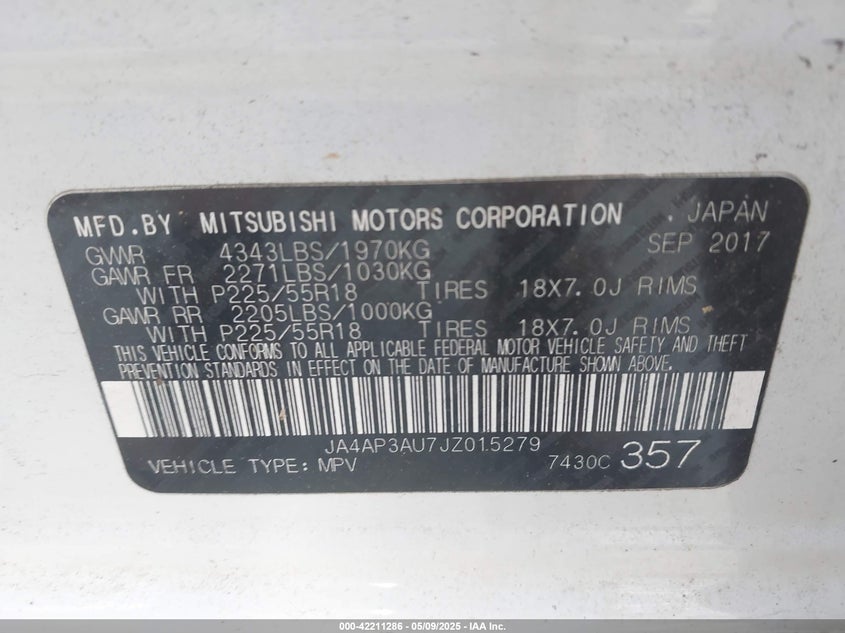 MFD.BY MITSUBISHI MOTORS CORPORATION . JAPAN
GVWR 4343LBS/1970KG SEP 2017
GAWR FR 2271LBS/1030KG
WITH P225/55R18 TIRES 18X7.0J RIMS
GAWR RR 2205LBS/1000KG
WITH P225/55R18 TIRES 18X7.0J RIMS
THIS VEHICLE CONFORMS TO ALL APPLICABLE FEDERAL MOTOR VEHICLE SAFETY AND THEFT
PREVENTION STANDARDS IN EFFECT ON THE DATE OF MANUFACTURE SHOWN ABOVE.
JA4AP3AU7JZ015279
VEHICLE TYPE: MPV 7430C 357
000-42211286 - 05/09/2025 - IAA Inc.